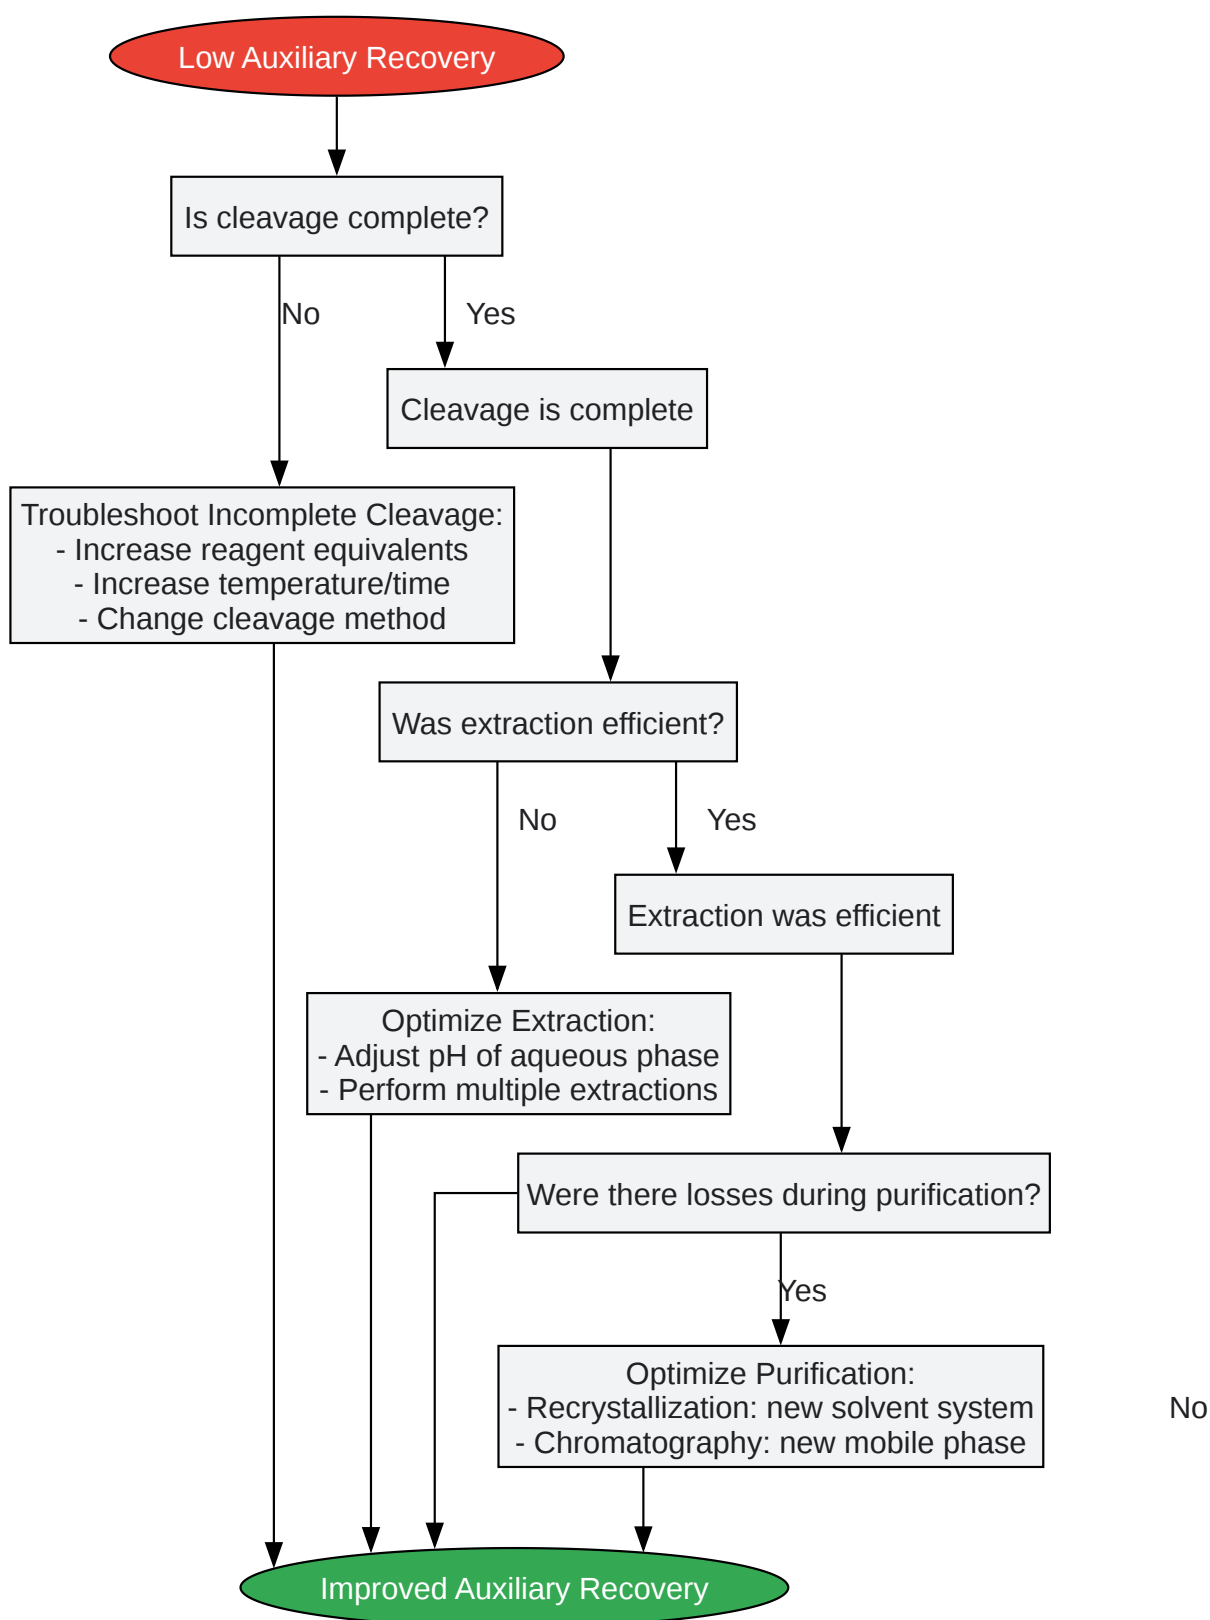 Low Auxiliary Recovery
Is cleavage complete?
No
Yes
Cleavage is complete
Troubleshoot Incomplete Cleavage:
- Increase reagent equivalents
- Increase temperature/time
- Change cleavage method
Was extraction efficient?
No
Yes
Extraction was efficient
Optimize Extraction:
- Adjust pH of aqueous phase
- Perform multiple extractions
Were there losses during purification?
Yes
Optimize Purification:
- Recrystallization: new solvent system
- Chromatography: new mobile phase
No
Improved Auxiliary Recovery